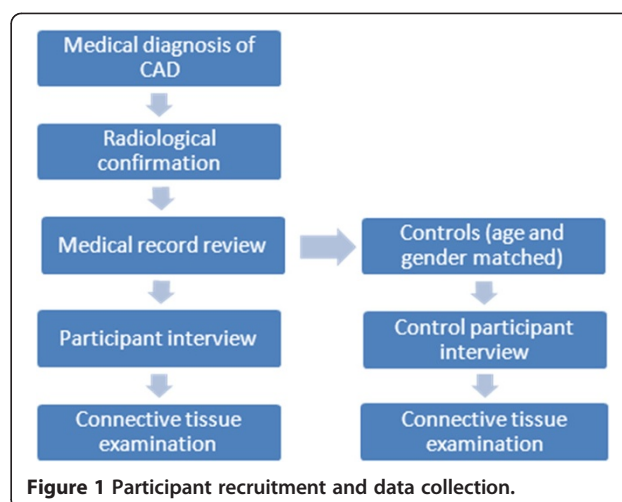 Medical diagnosis of
CAD
Radiological
confirmation
Medical record review
Controls (age and
gender matched)
Participant interview
Control participant
interview
Connective tissue
examination
Connective tissue
examination
Figure 1 Participant recruitment and data collection.